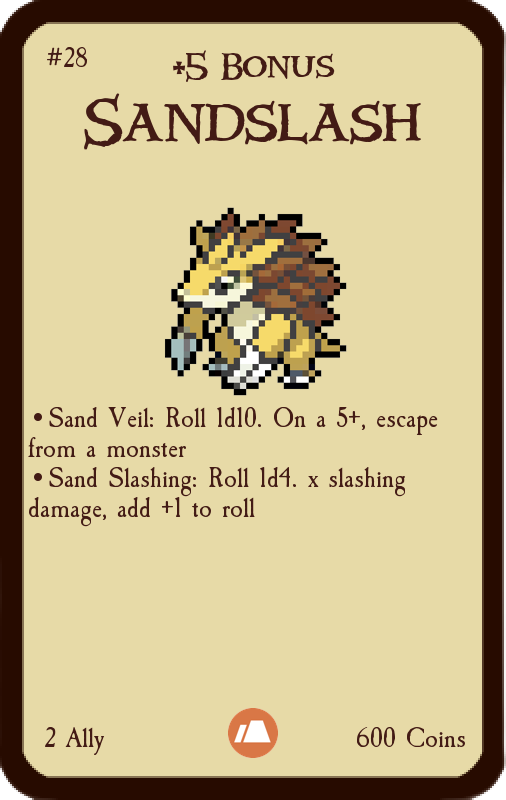 #28
+5 Bonus
Sandslash
•Sand Veil: Roll 1d10. On a 5+, escape
from a monster
•Sand Slashing: Roll 1d4. x slashing
damage, add +1 to roll
2 Ally
600 Coins